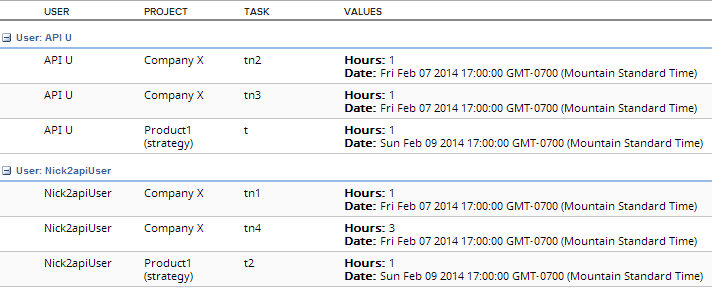 USER PROJECT TASK VALUES
User: API U
API U Company X tn2 Hours: 1
Date: Fri Feb 07 2014 17:00:00 GMT-0700 (Mountain Standard Time)
API U Company X tn3 Hours: 1
Date: Fri Feb 07 2014 17:00:00 GMT-0700 (Mountain Standard Time)
API U Product1 t Hours: 1
(strategy) Date: Sun Feb 09 2014 17:00:00 GMT-0700 (Mountain Standard Time)
User: Nick2apiUser
Nick2apiUser Company X tn1 Hours: 1
Date: Fri Feb 07 2014 17:00:00 GMT-0700 (Mountain Standard Time)
Nick2apiUser Company X tn4 Hours: 3
Date: Fri Feb 07 2014 17:00:00 GMT-0700 (Mountain Standard Time)
Nick2apiUser Product1 t2 Hours: 1
(strategy) Date: Sun Feb 09 2014 17:00:00 GMT-0700 (Mountain Standard Time)